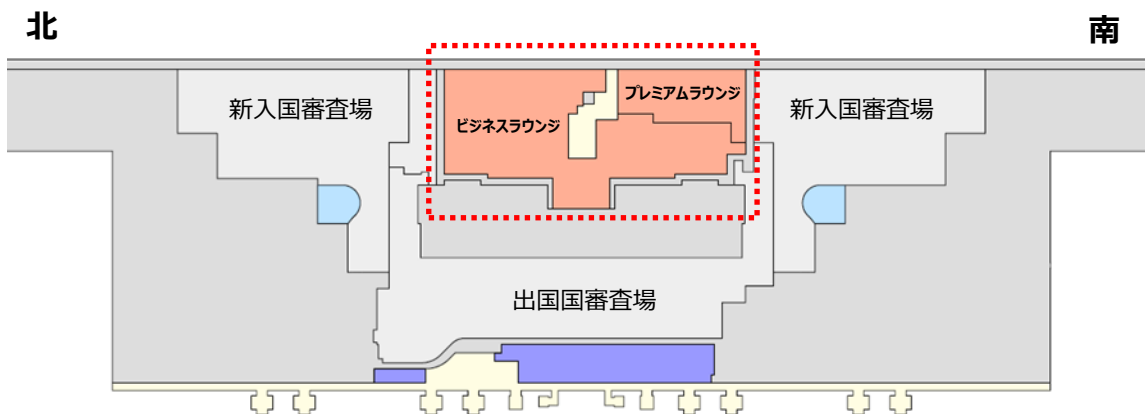 北
南
新入国審査場
ビジネスラウンジ
プレミアムラウンジ
新入国審査場
出国国審査場